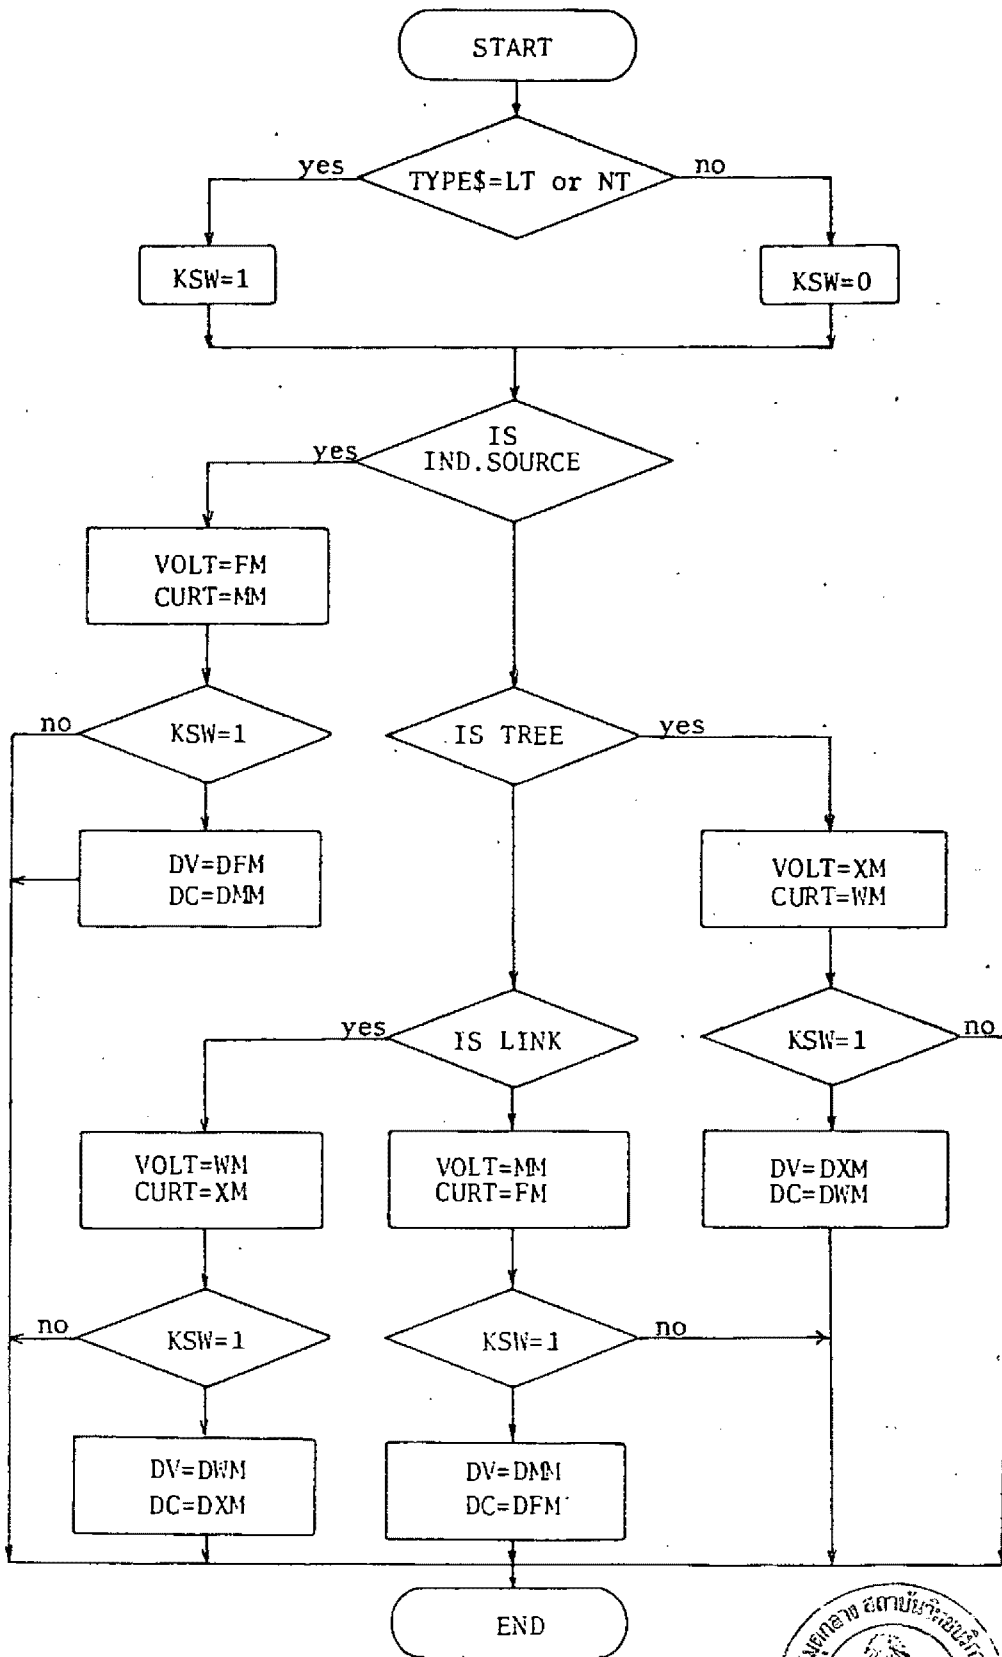 START
yes
TYPE$=LT or NT
no
KSW=1
KSW=0
yes
IS
IND.SOURCE
VOLT=FM
CURT=MM
no
KSW=1
IS TREE
yes
DV=DFM
DC=DMM
VOLT=XM
CURT=WM
yes
IS LINK
KSW=1
no
VOLT=WM
CURT=XM
VOLT=MM
CURT=FM
DV=DXM
DC=DWM
no
KSW=1
KSW=1
no
DV=DWM
DC=DXM
DV=DMM
DC=DFM
END